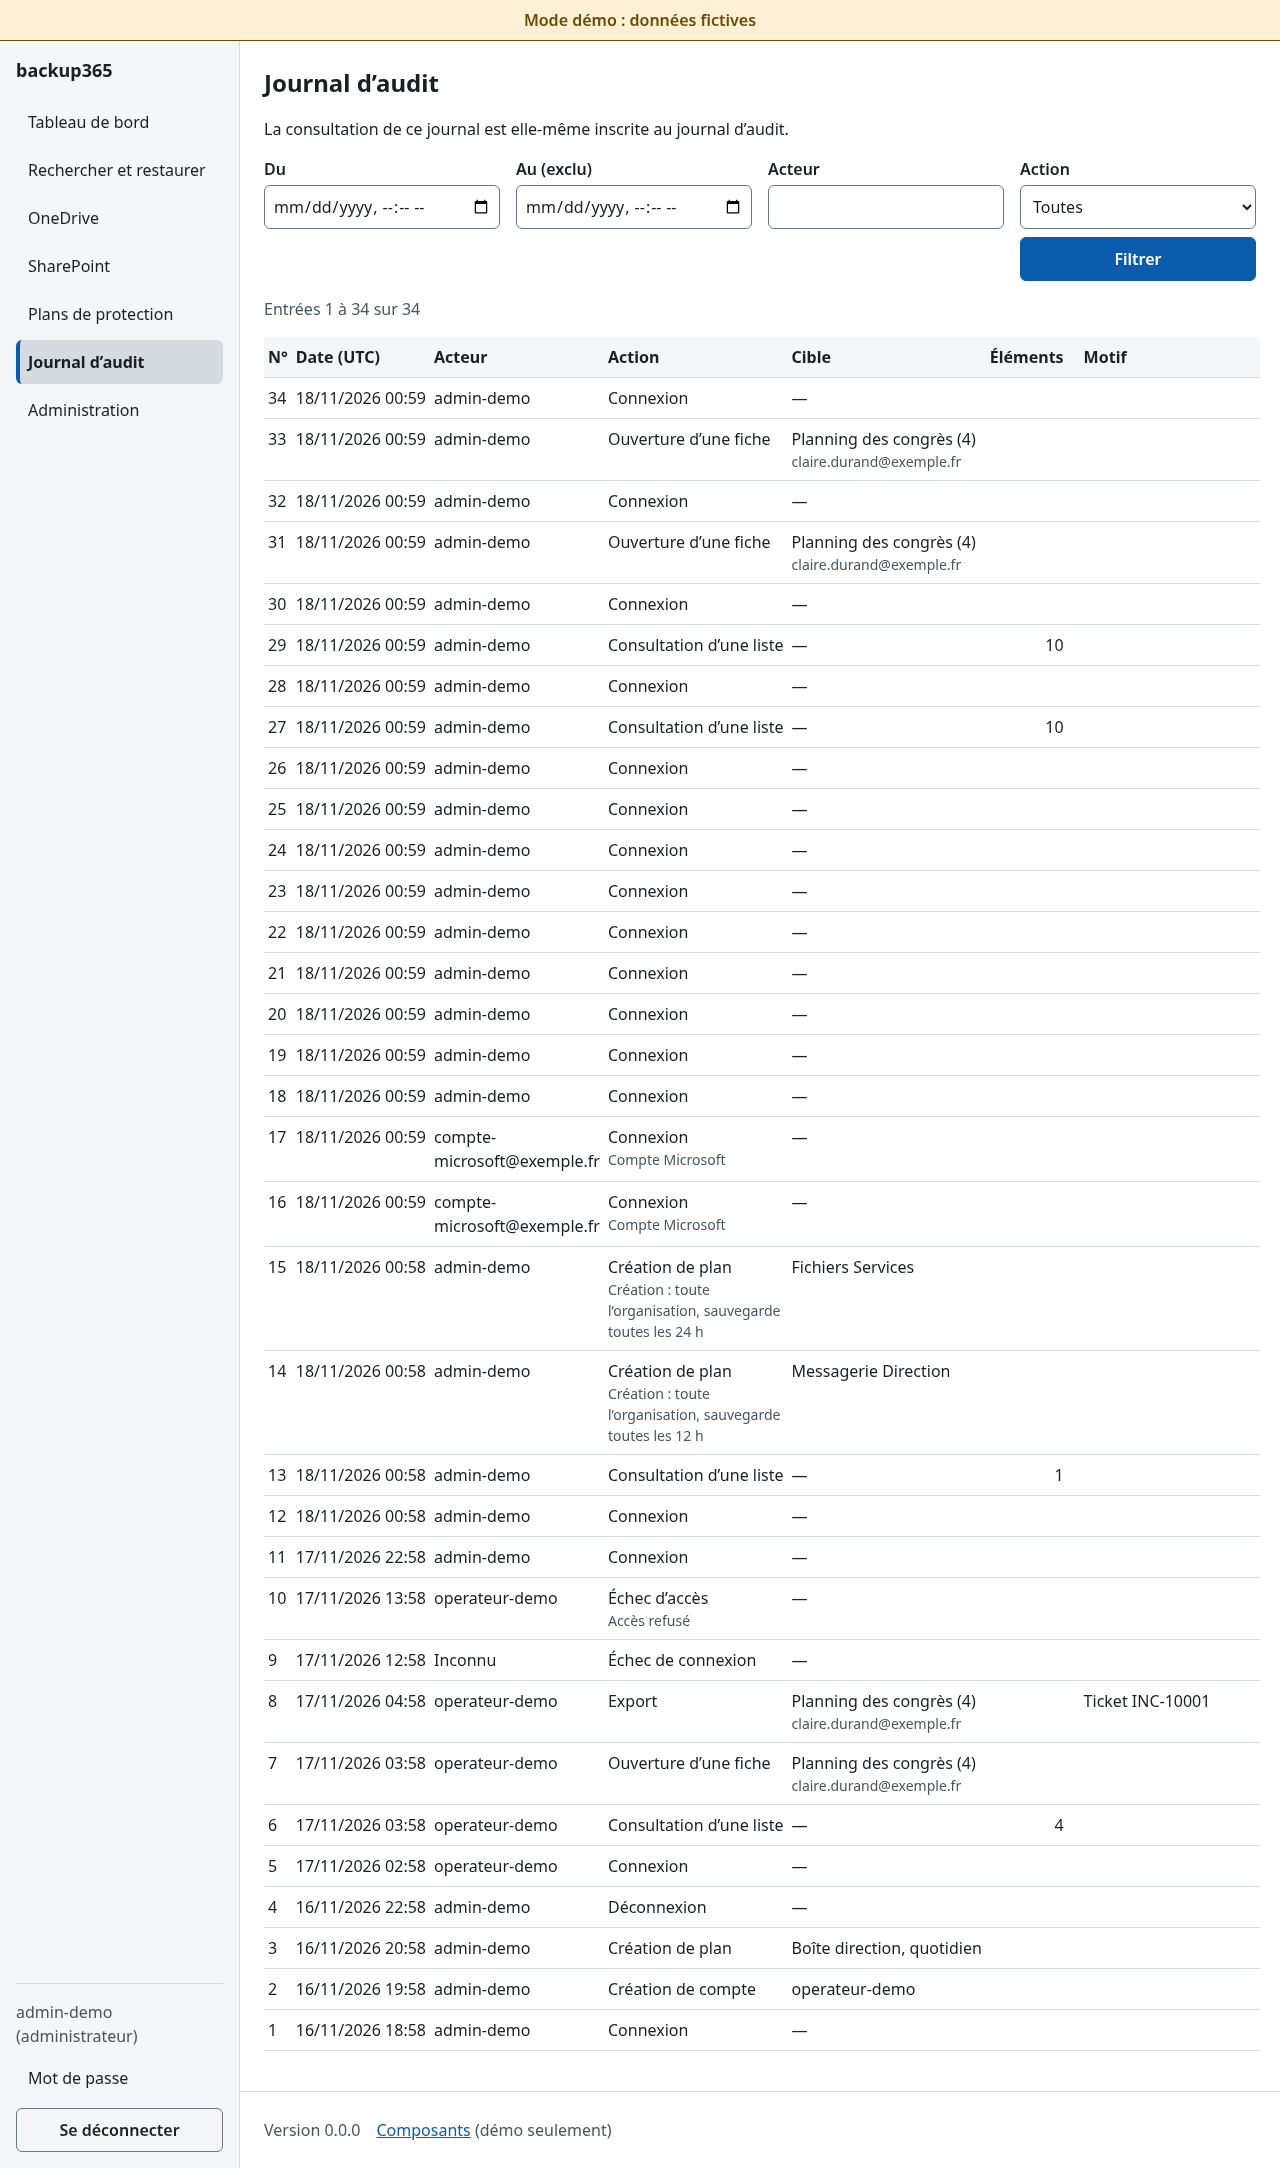 Mode démo : données fictives
backup365
Tableau de bord
Rechercher et restaurer
OneDrive
SharePoint
Plans de protection
Journal d’audit
Administration
admin-demo
(administrateur)
Mot de passe
Se déconnecter
Journal d’audit
La consultation de ce journal est elle-même inscrite au journal d’audit.
Du Au (exclu) Acteur Action
mm/dd/yyyy, --:-- -- mm/dd/yyyy, --:-- -- Toutes
Filtrer
Entrées 1 à 34 sur 34
Nº Date (UTC) Acteur Action Cible Éléments Motif
34 18/11/2026 00:59 admin-demo Connexion —
33 18/11/2026 00:59 admin-demo Ouverture d’une fiche Planning des congrès (4)
claire.durand@exemple.fr
32 18/11/2026 00:59 admin-demo Connexion —
31 18/11/2026 00:59 admin-demo Ouverture d’une fiche Planning des congrès (4)
claire.durand@exemple.fr
30 18/11/2026 00:59 admin-demo Connexion —
29 18/11/2026 00:59 admin-demo Consultation d’une liste — 10
28 18/11/2026 00:59 admin-demo Connexion —
27 18/11/2026 00:59 admin-demo Consultation d’une liste — 10
26 18/11/2026 00:59 admin-demo Connexion —
25 18/11/2026 00:59 admin-demo Connexion —
24 18/11/2026 00:59 admin-demo Connexion —
23 18/11/2026 00:59 admin-demo Connexion —
22 18/11/2026 00:59 admin-demo Connexion —
21 18/11/2026 00:59 admin-demo Connexion —
20 18/11/2026 00:59 admin-demo Connexion —
19 18/11/2026 00:59 admin-demo Connexion —
18 18/11/2026 00:59 admin-demo Connexion —
17 18/11/2026 00:59 compte- Connexion —
microsoft@exemple.fr Compte Microsoft
16 18/11/2026 00:59 compte- Connexion —
microsoft@exemple.fr Compte Microsoft
15 18/11/2026 00:58 admin-demo Création de plan Fichiers Services
Création : toute
l’organisation, sauvegarde
toutes les 24 h
14 18/11/2026 00:58 admin-demo Création de plan Messagerie Direction
Création : toute
l’organisation, sauvegarde
toutes les 12 h
13 18/11/2026 00:58 admin-demo Consultation d’une liste — 1
12 18/11/2026 00:58 admin-demo Connexion —
11 17/11/2026 22:58 admin-demo Connexion —
10 17/11/2026 13:58 operateur-demo Échec d’accès —
Accès refusé
9 17/11/2026 12:58 Inconnu Échec de connexion —
8 17/11/2026 04:58 operateur-demo Export Planning des congrès (4) Ticket INC-10001
claire.durand@exemple.fr
7 17/11/2026 03:58 operateur-demo Ouverture d’une fiche Planning des congrès (4)
claire.durand@exemple.fr
6 17/11/2026 03:58 operateur-demo Consultation d’une liste — 4
5 17/11/2026 02:58 operateur-demo Connexion —
4 16/11/2026 22:58 admin-demo Déconnexion —
3 16/11/2026 20:58 admin-demo Création de plan Boîte direction, quotidien
2 16/11/2026 19:58 admin-demo Création de compte operateur-demo
1 16/11/2026 18:58 admin-demo Connexion —
Version 0.0.0 Composants (démo seulement)